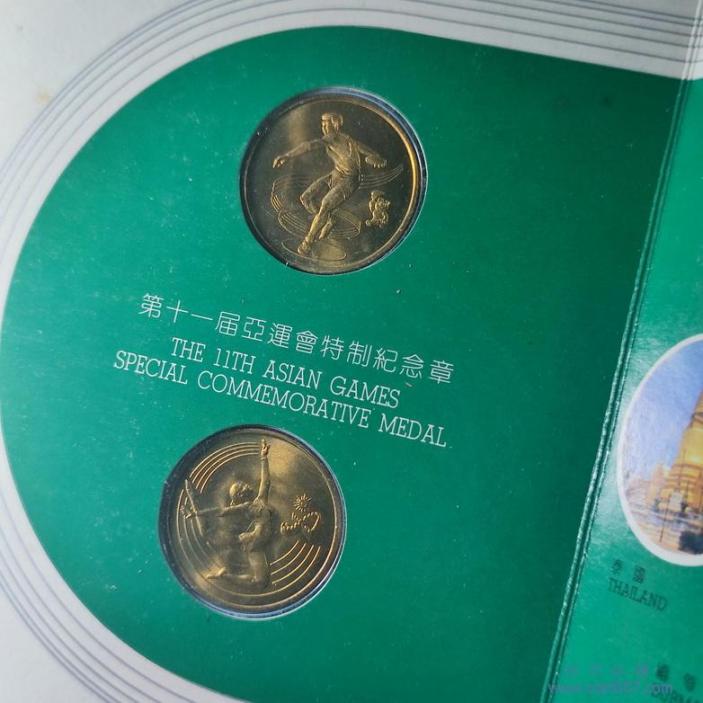 第十一届亞運會特制紀念章
THE 11TH ASIAN GAMES
SPECIAL COMMEMORATIVE MEDAL
泰國
THAILAND